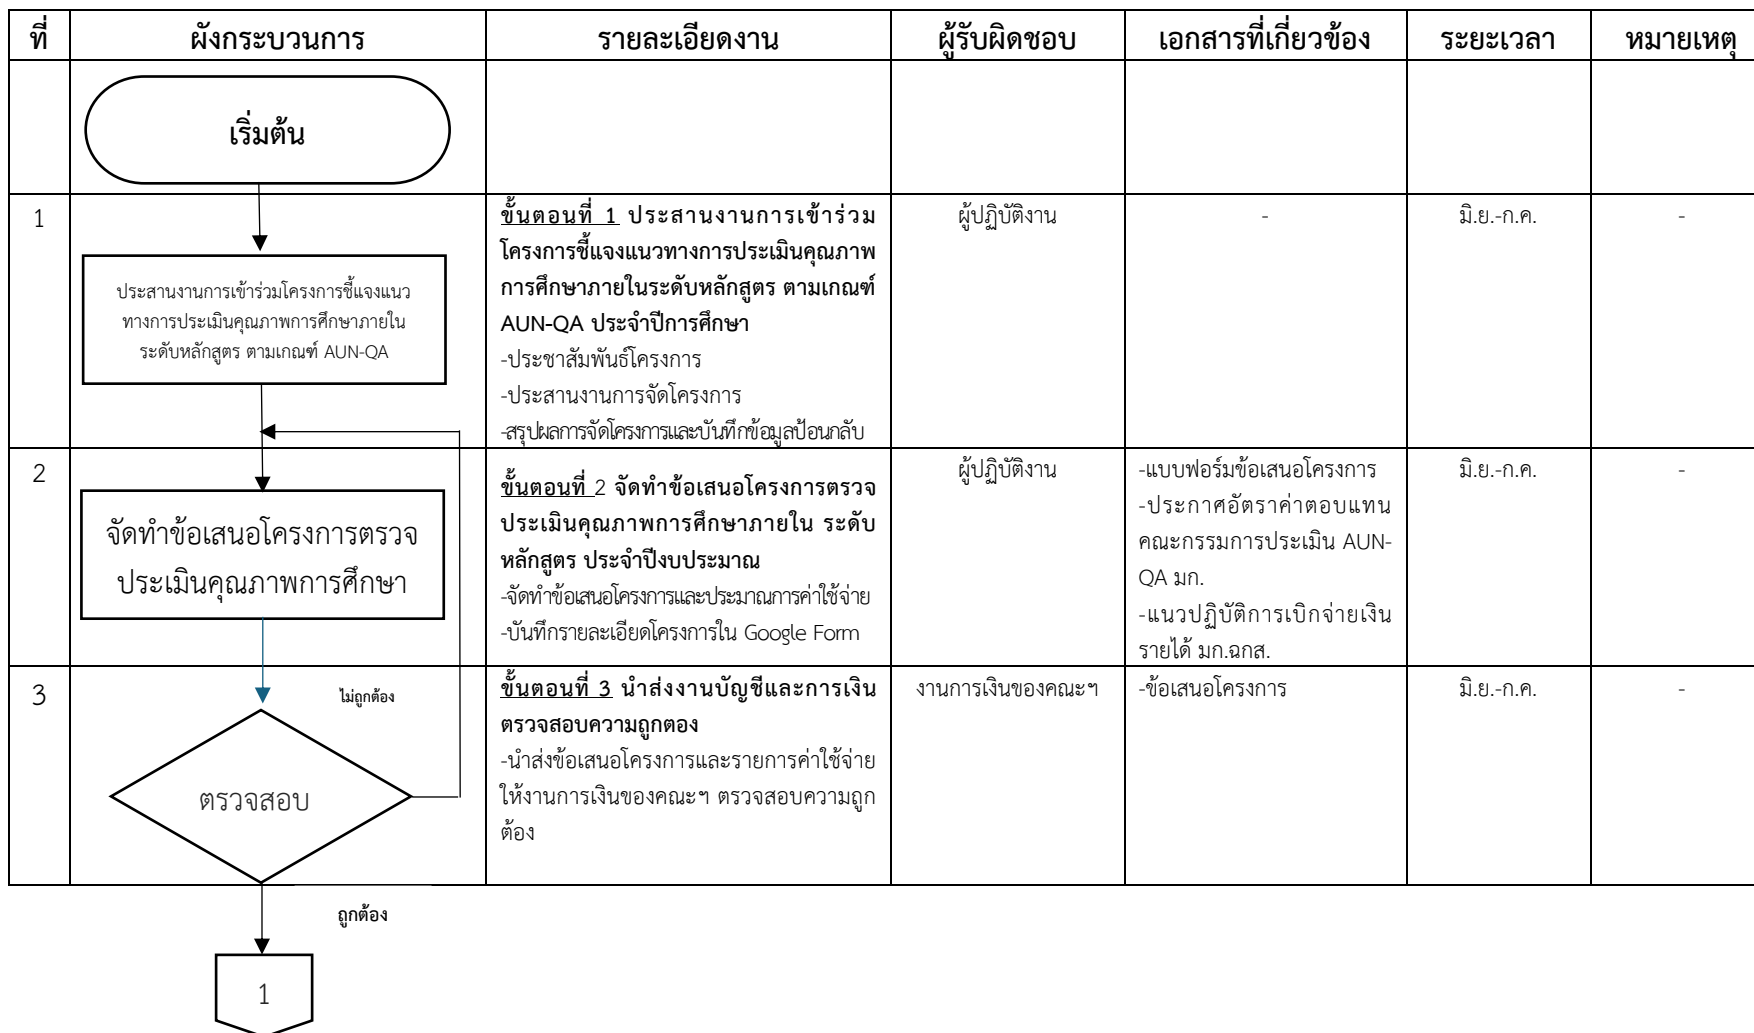 ที่ ผังกระบวนการ รายละเอียดงาน ผู้รับผิดชอบ เอกสารที่เกี่ยวข้อง ระยะเวลา หมายเหตุ
เริ่มต้น
1
ประสานงานการเข้าร่วมโครงการชี้แจงแนว
ทางการประเมินคุณภาพการศึกษาภายใน
ระดับหลักสูตร ตามเกณฑ์ AUN-QA
ขั้นตอนที่ 1 ประสานงานการเข้าร่วม
โครงการชี้แจงแนวทางการประเมินคุณภาพ
การศึกษาภายในระดับหลักสูตร ตามเกณฑ์
AUN-QA ประจำปีการศึกษา
-ประชาสัมพันธ์โครงการ
-ประสานงานการจัดโครงการ
-สรุปผลการจัดโครงการและบันทึกข้อมูลป้อนกลับ
ผู้ปฏิบัติงาน
-
มิ.ย.-ก.ค.
-
2
จัดทำข้อเสนอโครงการตรวจ
ประเมินคุณภาพการศึกษา
ขั้นตอนที่ 2 จัดทำข้อเสนอโครงการตรวจ
ประเมินคุณภาพการศึกษาภายใน ระดับ
หลักสูตร ประจำปีงบประมาณ
-จัดทำข้อเสนอโครงการและประมาณการค่าใช้จ่าย
-บันทึกรายละเอียดโครงการใน Google Form
ผู้ปฏิบัติงาน
-แบบฟอร์มข้อเสนอโครงการ
-ประกาศอัตราค่าตอบแทน
คณะกรรมการประเมิน AUN-
QA มก.
-แนวปฏิบัติการเบิกจ่ายเงิน
รายได้ มก.ฉกส.
มิ.ย.-ก.ค.
-
3
ไม่ถูกต้อง
ตรวจสอบ
ขั้นตอนที่ 3 นำส่งงานบัญชีและการเงิน
ตรวจสอบความถูกตอง
-นำส่งข้อเสนอโครงการและรายการค่าใช้จ่าย
ให้งานการเงินของคณะฯ ตรวจสอบความถูก
ต้อง
งานการเงินของคณะฯ
-ข้อเสนอโครงการ
มิ.ย.-ก.ค.
-
ถูกต้อง
1